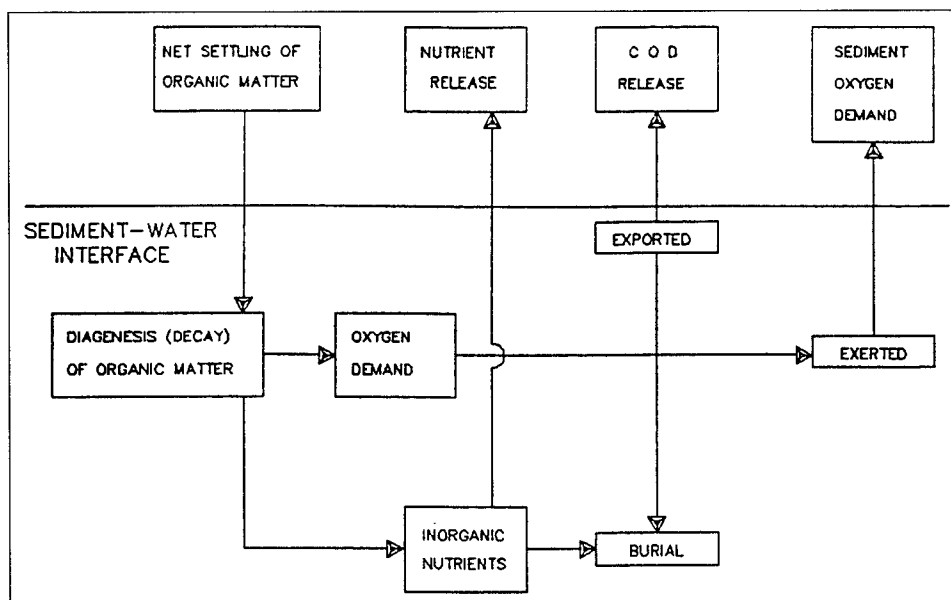 NET SETTLING OF
ORGANIC MATTER
NUTRIENT
RELEASE
C O D
RELEASE
SEDIMENT
OXYGEN
DEMAND
SEDIMENT-WATER
INTERFACE
EXPORTED
DIAGENESIS (DECAY)
OF ORGANIC MATTER
OXYGEN
DEMAND
EXERTED
INORGANIC
NUTRIENTS
BURIAL